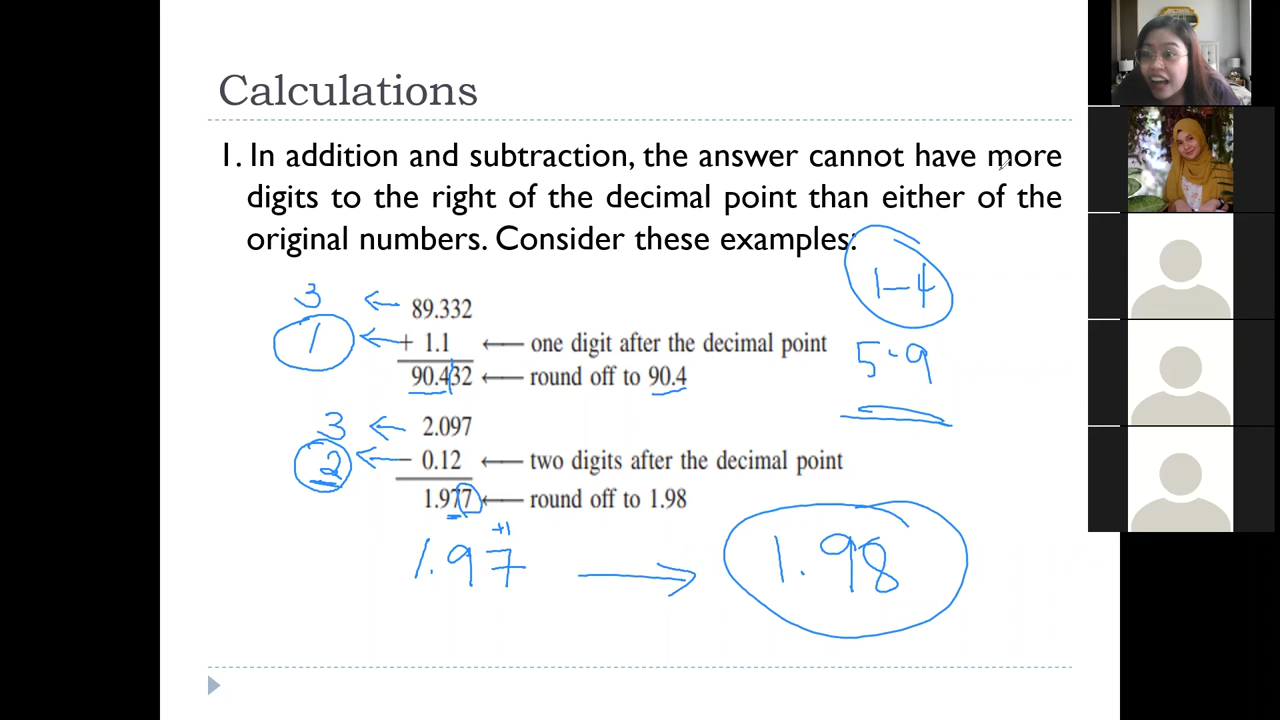 Calculations
1. In addition and subtraction, the answer cannot have more
digits to the right of the decimal point than either of the
original numbers. Consider these examples:
1-4
3 ← 89.332
1 ← + 1.1 ← one digit after the decimal point
5-9
90.432 ← round off to 90.4
3 ← 2.097
2 ← − 0.12 ← two digits after the decimal point
1.977 ← round off to 1.98
+1
1.97 → 1.98